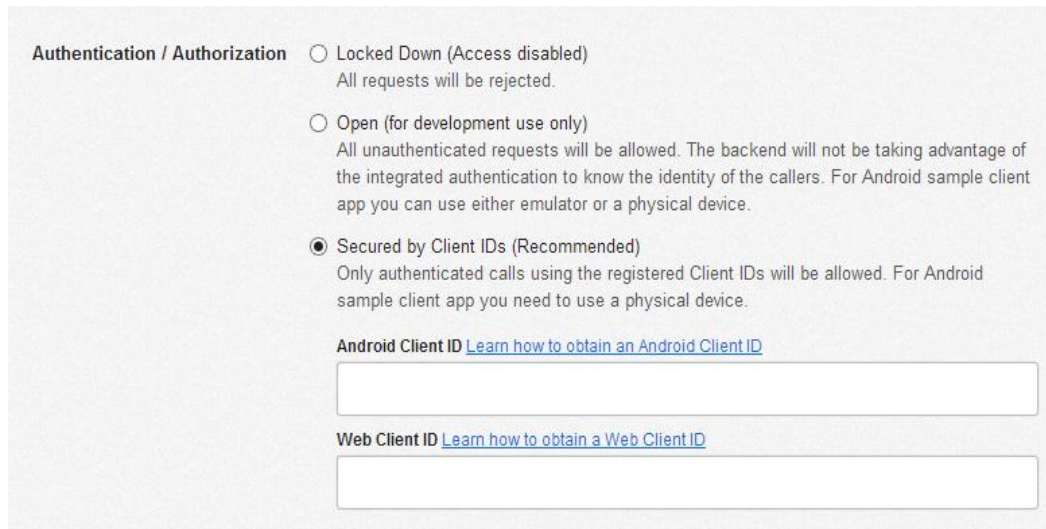 Authentication / Authorization
Locked Down (Access disabled)
All requests will be rejected.
Open (for development use only)
All unauthenticated requests will be allowed. The backend will not be taking advantage of
the integrated authentication to know the identity of the callers. For Android sample client
app you can use either emulator or a physical device.
Secured by Client IDs (Recommended)
Only authenticated calls using the registered Client IDs will be allowed. For Android
sample client app you need to use a physical device.
Android Client ID Learn how to obtain an Android Client ID
Web Client ID Learn how to obtain a Web Client ID